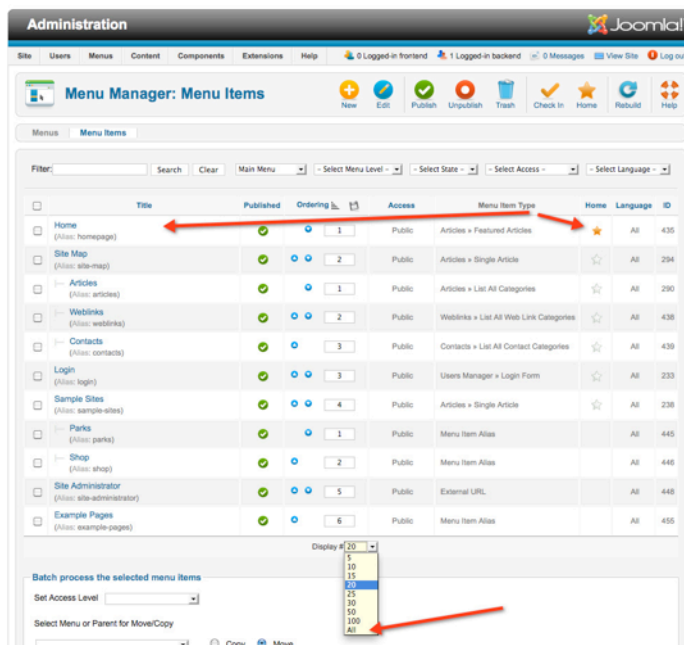 Administration
Joomla!
Site Users Menus Content Components Extensions Help 0 Logged-in frontend 1 Logged-in backend 0 Messages View Site Log ou
Menu Manager: Menu Items
New Edit Publish Unpublish Trash Check In Home Rebuild Help
Menus Menu Items
Filter: Search Clear Main Menu - Select Menu Level - - Select State - - Select Access - - Select Language -
Title Published Ordering Access Menu Item Type Home Language ID
Home 1 Public Articles » Featured Articles All 435
(Alias: homepage)
Site Map 2 Public Articles » Single Article All 294
(Alias: site-map)
Articles 1 Public Articles » List All Categories All 290
(Alias: articles)
Weblinks 2 Public Weblinks » List All Web Link Categories All 438
(Alias: weblinks)
Contacts 3 Public Contacts » List All Contact Categories All 439
(Alias: contacts)
Login 3 Public Users Manager » Login Form All 233
(Alias: login)
Sample Sites 4 Public Articles » Single Article All 238
(Alias: sample-sites)
Parks 1 Public Menu Item Alias All 445
(Alias: parks)
Shop 2 Public Menu Item Alias All 446
(Alias: shop)
Site Administrator 5 Public External URL All 448
(Alias: site-administrator)
Example Pages 6 Public Menu Item Alias All 455
(Alias: example-pages)
Display # 20
5
10
15
20
25
30
50
100
All
Batch process the selected menu items
Set Access Level
Select Menu or Parent for Move/Copy
Copy Move